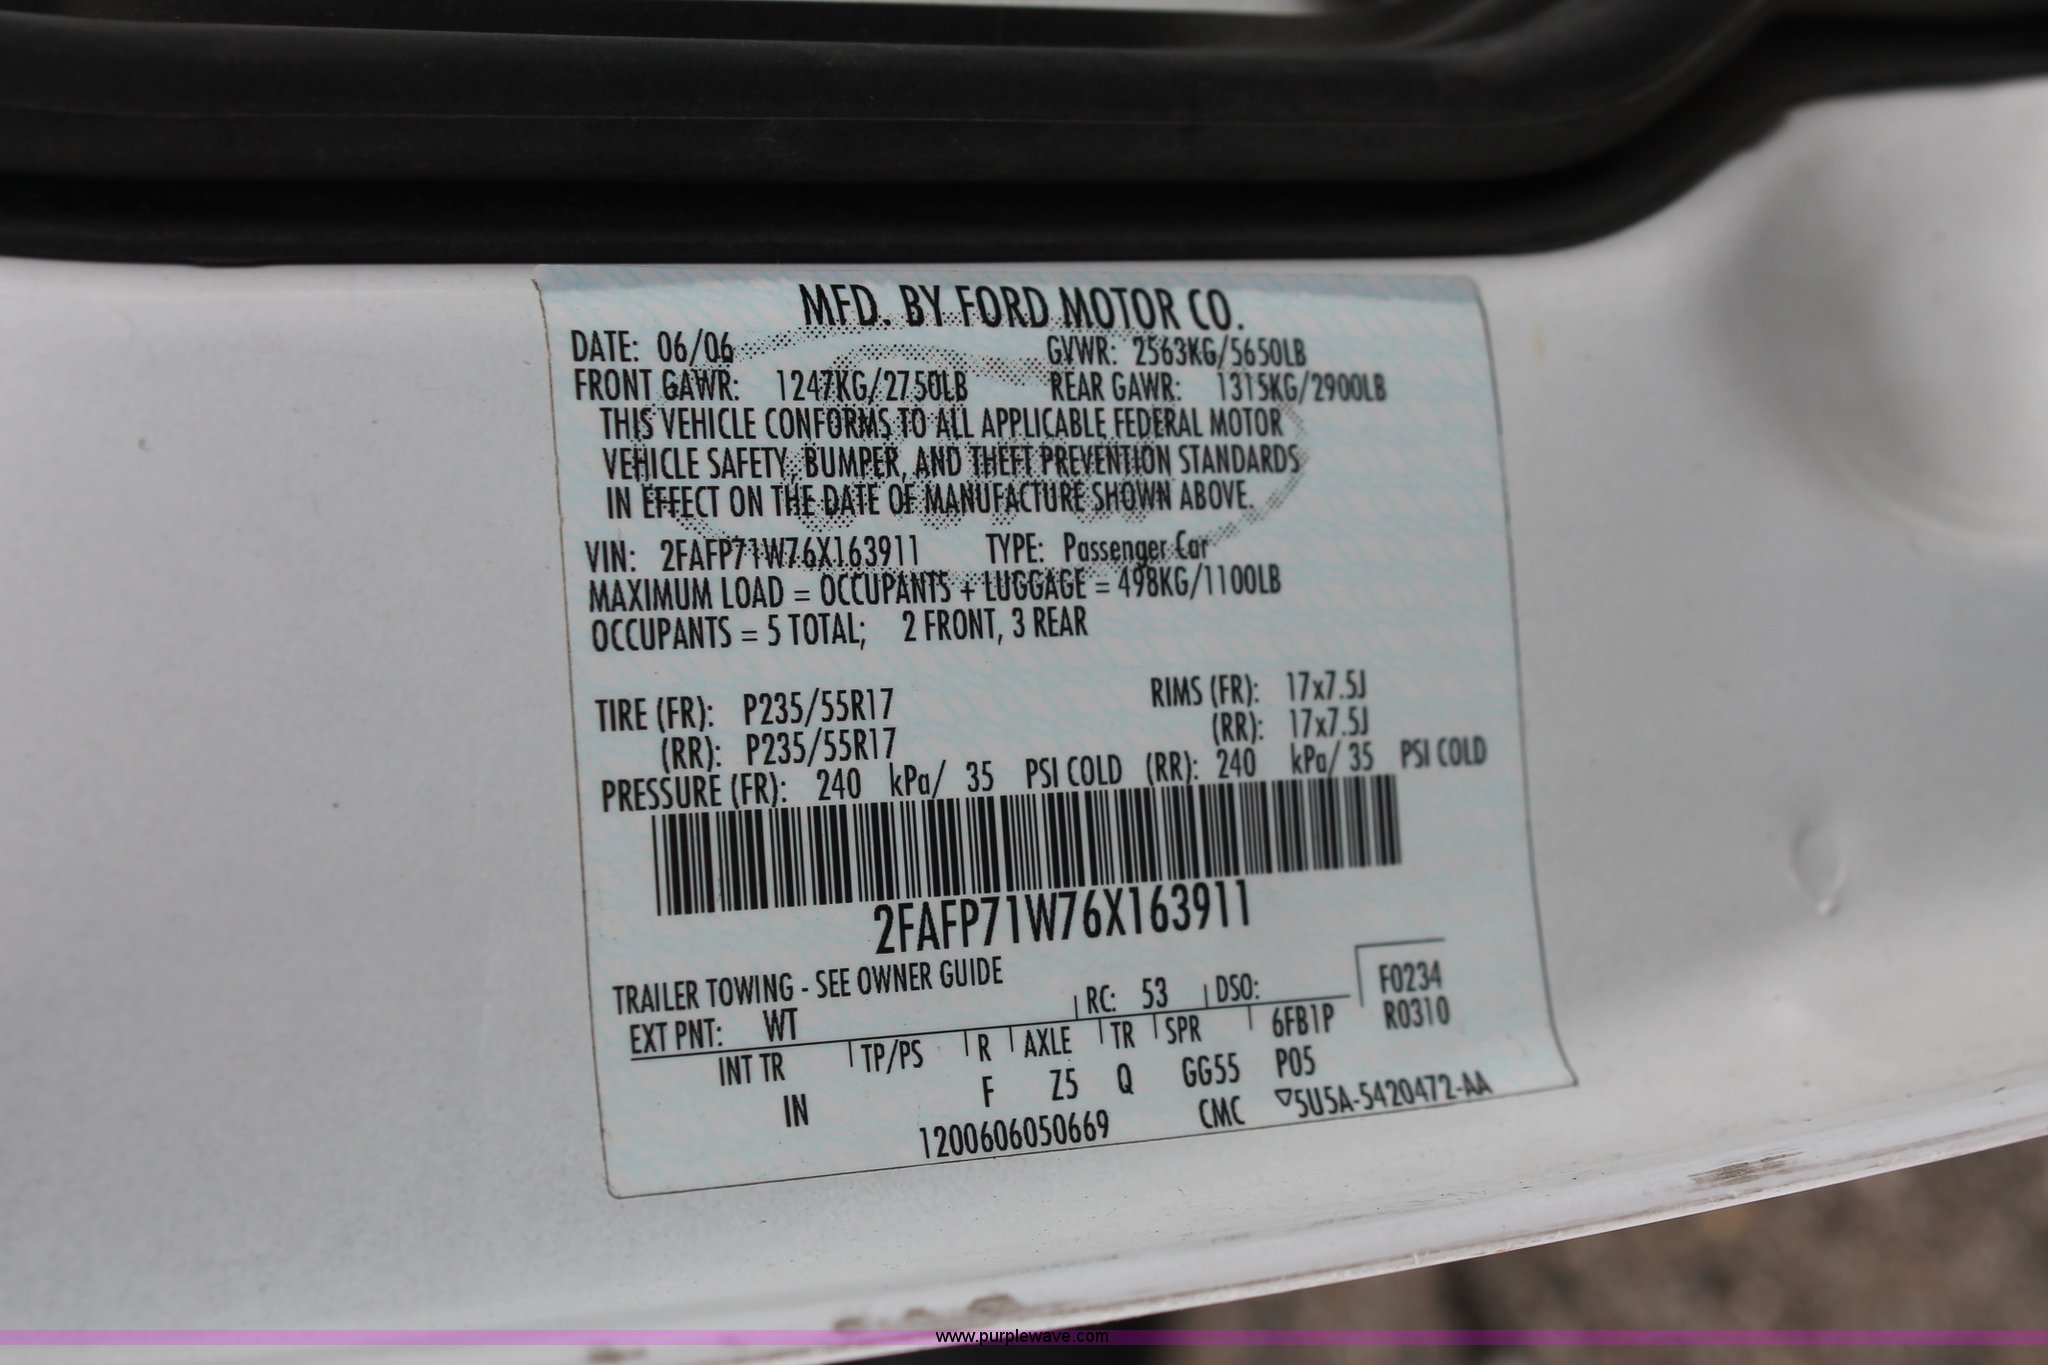 MFD. BY FORD MOTOR CO.
DATE: 06/06 GVWR: 2563KG/5650LB
FRONT GAWR: 1247KG/2750LB REAR GAWR: 1315KG/2900LB
THIS VEHICLE CONFORMS TO ALL APPLICABLE FEDERAL MOTOR
VEHICLE SAFETY, BUMPER, AND THEFT PREVENTION STANDARDS
IN EFFECT ON THE DATE OF MANUFACTURE SHOWN ABOVE.
VIN: 2FAFP71W76X163911 TYPE: Passenger Car
MAXIMUM LOAD = OCCUPANTS + LUGGAGE = 498KG/1100LB
OCCUPANTS = 5 TOTAL; 2 FRONT, 3 REAR
TIRE (FR): P235/55R17 RIMS (FR): 17x7.5J
(RR): P235/55R17 (RR): 17x7.5J
PRESSURE (FR): 240 kPa/ 35 PSI COLD (RR): 240 kPa/ 35 PSI COLD
2FAFP71W76X163911
TRAILER TOWING - SEE OWNER GUIDE
EXT PNT: WT RC: 53 DSO: F0234
INT TR TP/PS R AXLE TR SPR 6FB1P R0310
IN F Z5 Q GG55 P05
1200606050669 CMC ▽5U5A-5420472-AA
www.purplewave.com